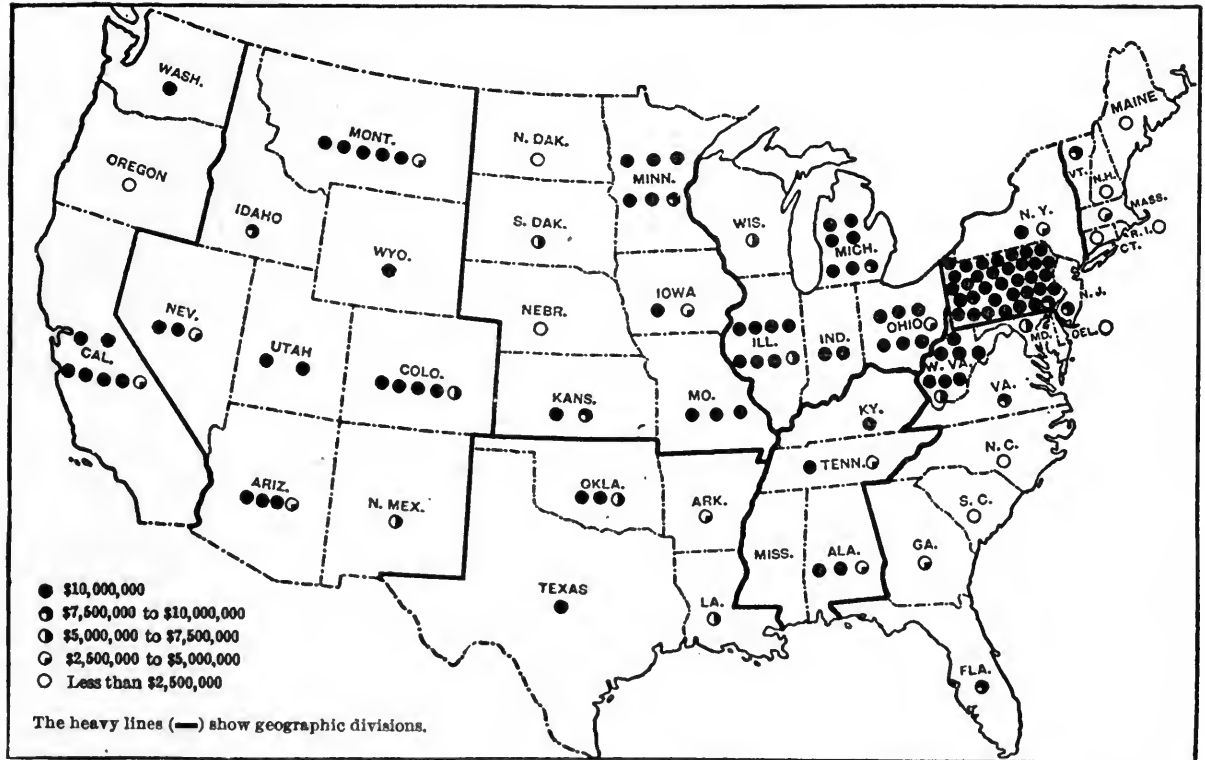 WASH.
MONT.
N. DAK.
MINN.
MAINE
OREGON
IDAHO
S. DAK.
WIS.
MICH.
VT.
N.H.
MASS.
N.Y.
R.I.
CT.
WYO.
IOWA
NEV.
NEBR.
N.J.
CAL.
UTAH
COLO.
ILL.
IND.
OHIO
MD.
DEL.
W. VA.
KANS.
MO.
VA.
KY.
ARIZ.
N. MEX.
OKLA.
TENN.
N.C.
ARK.
S.C.
MISS.
ALA.
GA.
TEXAS
LA.
FLA.
$10,000,000
$7,500,000 to $10,000,000
$5,000,000 to $7,500,000
$2,500,000 to $5,000,000
Less than $2,500,000
The heavy lines (—) show geographic divisions.